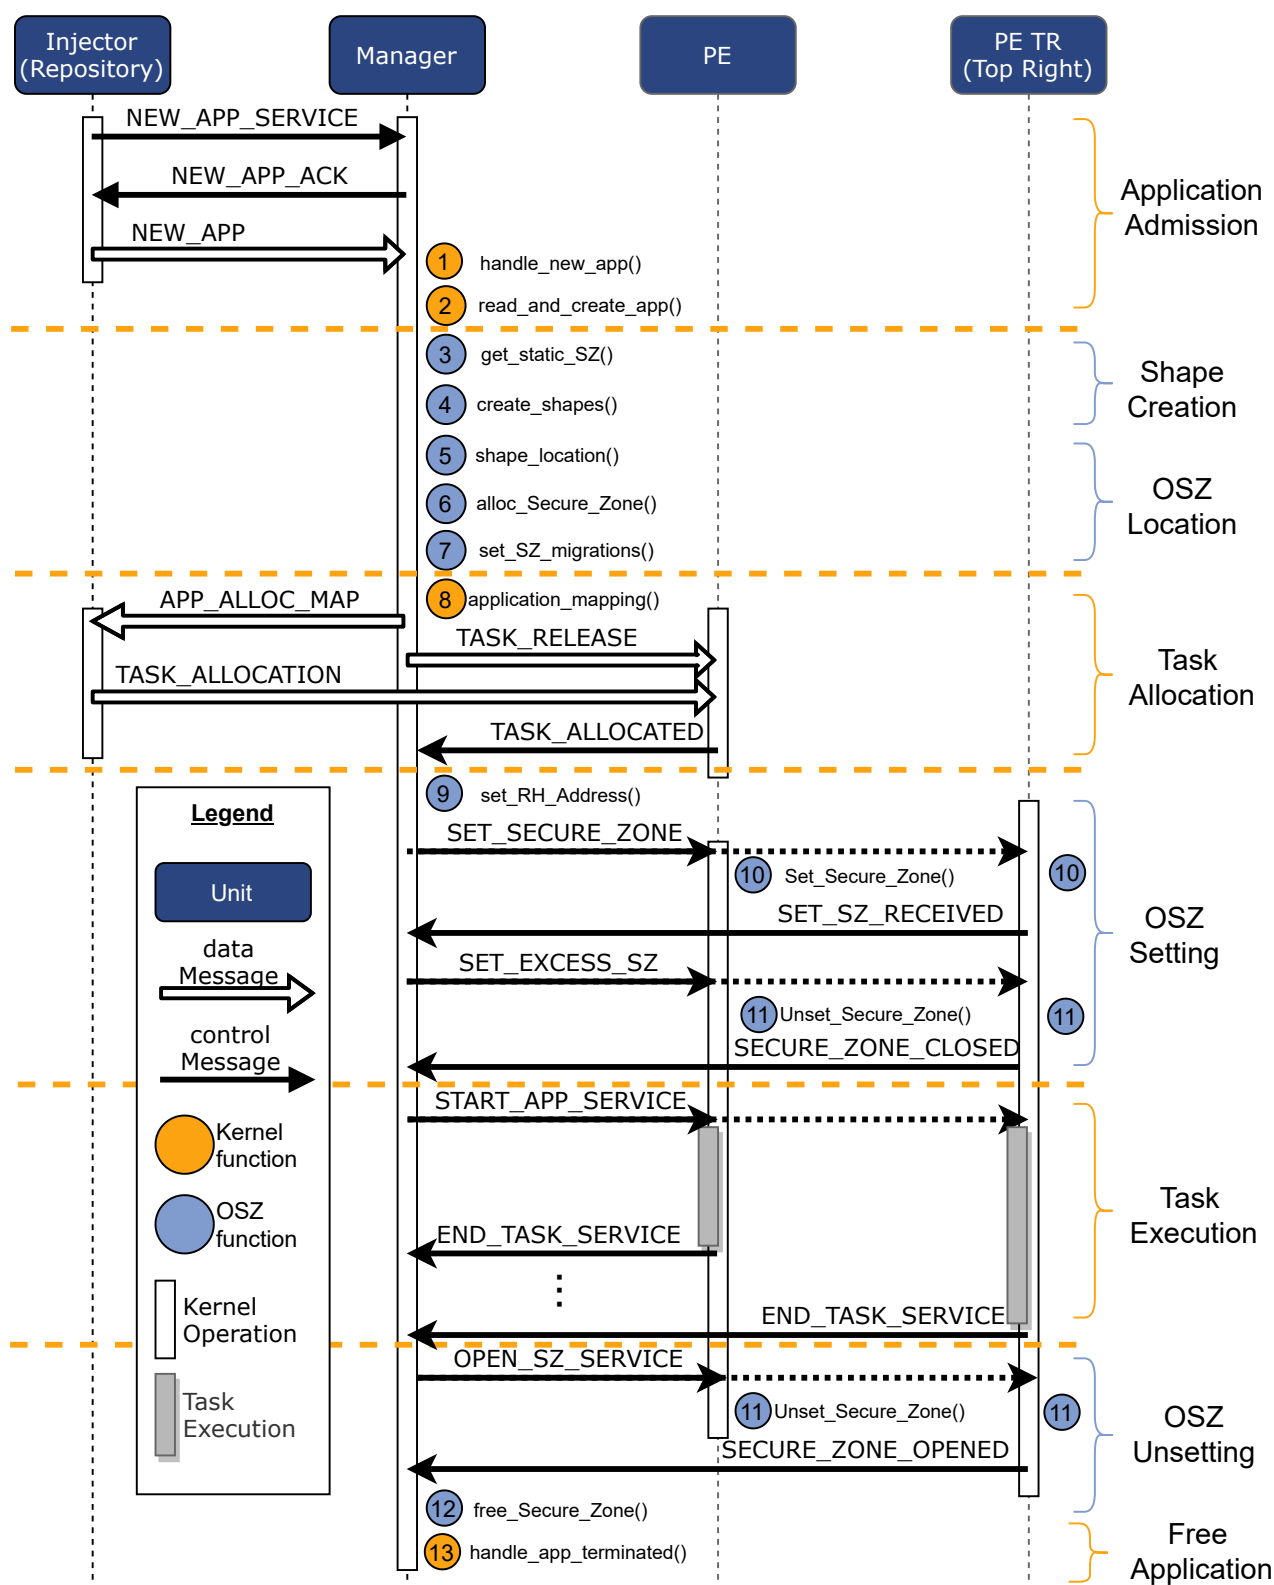 Injector
(Repository)
Manager
PE
PE TR
(Top Right)
NEW_APP_SERVICE
NEW_APP_ACK
NEW_APP
1 handle_new_app()
2 read_and_create_app()
Application
Admission
3 get_static_SZ()
4 create_shapes()
Shape
Creation
5 shape_location()
6 alloc_Secure_Zone()
7 set_SZ_migrations()
OSZ
Location
8 application_mapping()
APP_ALLOC_MAP
TASK_RELEASE
TASK_ALLOCATION
TASK_ALLOCATED
Task
Allocation
9 set_RH_Address()
SET_SECURE_ZONE
10 Set_Secure_Zone() 10
SET_SZ_RECEIVED
SET_EXCESS_SZ
11 Unset_Secure_Zone() 11
SECURE_ZONE_CLOSED
OSZ
Setting
START_APP_SERVICE
END_TASK_SERVICE
END_TASK_SERVICE
Task
Execution
OPEN_SZ_SERVICE
11 Unset_Secure_Zone() 11
SECURE_ZONE_OPENED
12 free_Secure_Zone()
OSZ
Unsetting
13 handle_app_terminated()
Free
Application
Legend
Unit
data
Message
control
Message
Kernel
function
OSZ
function
Kernel
Operation
Task
Execution